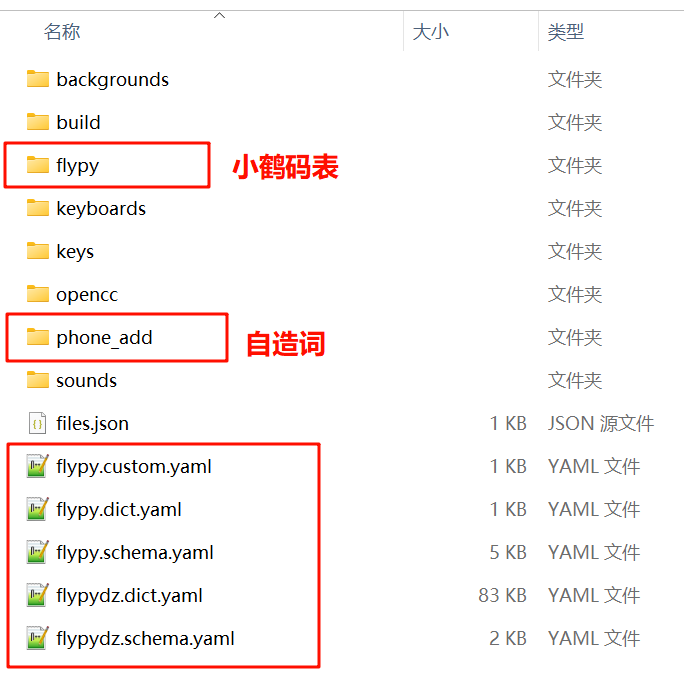 名称 大小 类型
backgrounds 文件夹
build 文件夹
flypy 小鹤码表 文件夹
keyboards 文件夹
keys 文件夹
opencc 文件夹
phone_add 自造词 文件夹
sounds 文件夹
files.json 1 KB JSON 源文件
flypy.custom.yaml 1 KB YAML 文件
flypy.dict.yaml 1 KB YAML 文件
flypy.schema.yaml 5 KB YAML 文件
flypydz.dict.yaml 83 KB YAML 文件
flypydz.schema.yaml 2 KB YAML 文件